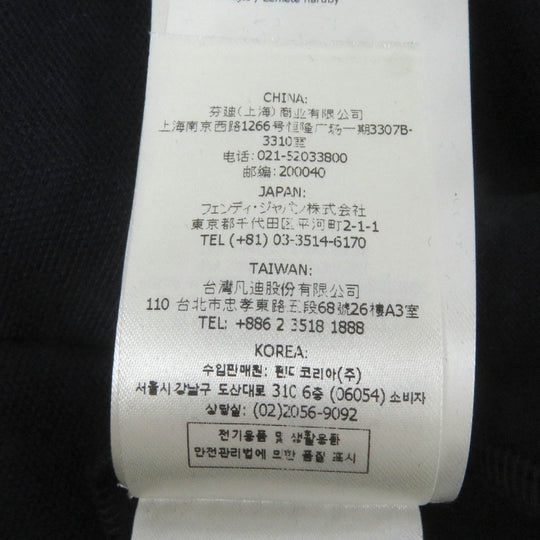 CHINA:
芬迪(上海)商业有限公司
上海南京西路1266号恒隆广场一期3307B-
3310室
电话: 021-52033800
邮编: 200040
JAPAN:
フェンディ・ジャパン株式会社
東京都千代田区平河町2-1-1
TEL (+81) 03-3514-6170
TAIWAN:
台灣凡迪股份有限公司
110 台北市忠孝東路五段68號26樓A3室
TEL: +886 2 3518 1888
KOREA:
수입판매원: 펜디 코리아(주)
서울시 강남구 도산대로 310 6층 (06054) 소비자
상담실: (02)2056-9092
전기용품 및 생활용품
안전관리법에 의한 품질 표시